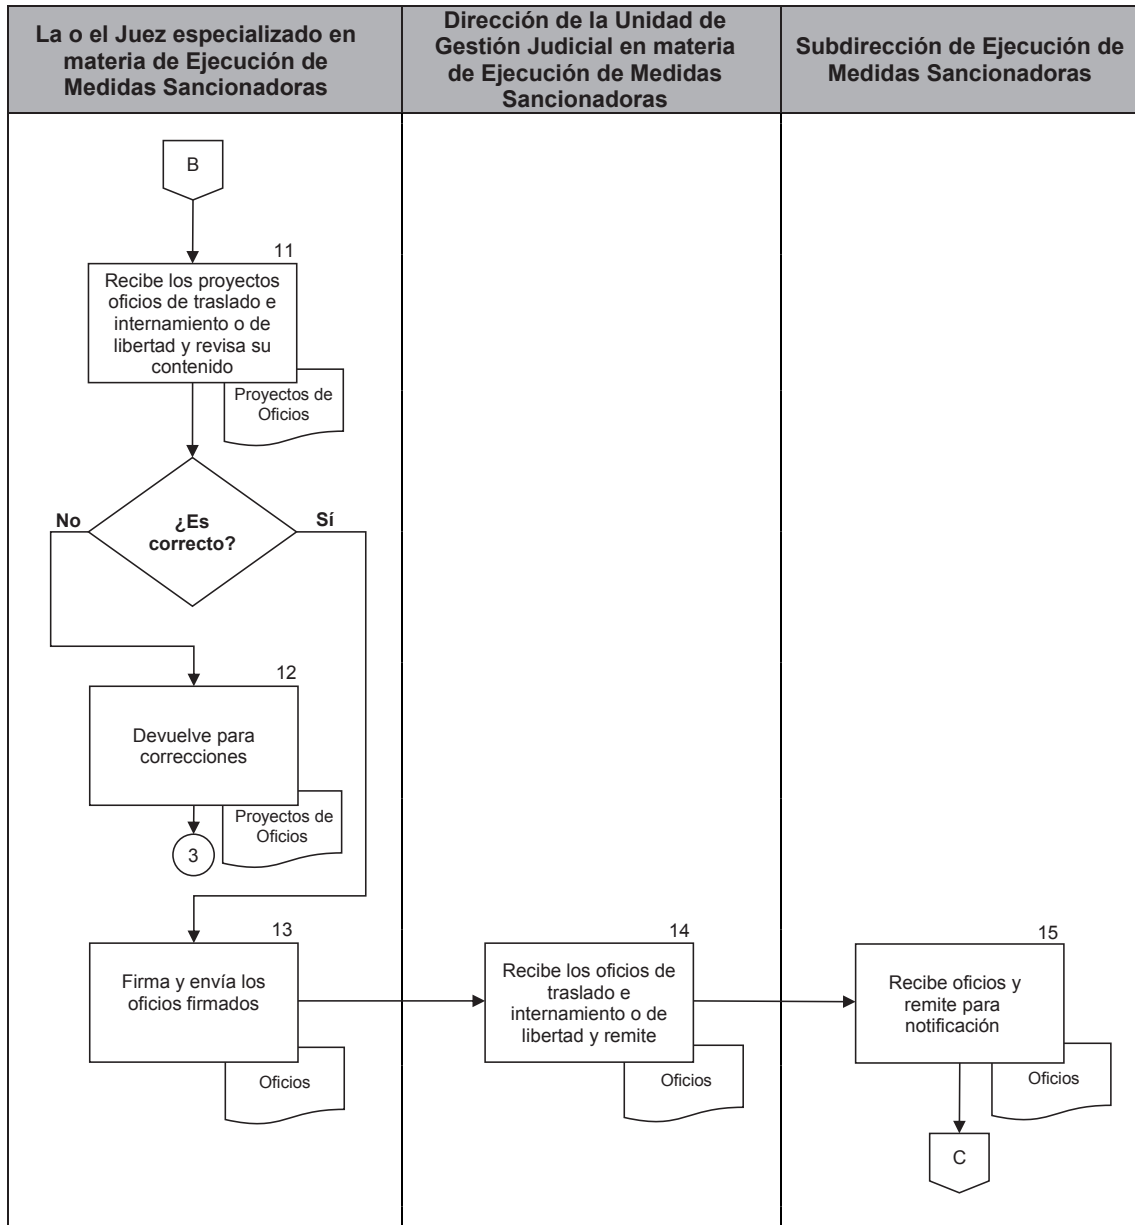 La o el Juez especializado en
materia de Ejecución de
Medidas Sancionadoras
Dirección de la Unidad de
Gestión Judicial en materia
de Ejecución de Medidas
Sancionadoras
Subdirección de Ejecución de
Medidas Sancionadoras
B
11
Recibe los proyectos
oficios de traslado e
internamiento o de
libertad y revisa su
contenido
Proyectos de
Oficios
No
¿Es
correcto?
Sí
12
Devuelve para
correcciones
Proyectos de
Oficios
3
13
Firma y envía los
oficios firmados
Oficios
14
Recibe los oficios de
traslado e
internamiento o de
libertad y remite
Oficios
15
Recibe oficios y
remite para
notificación
Oficios
C